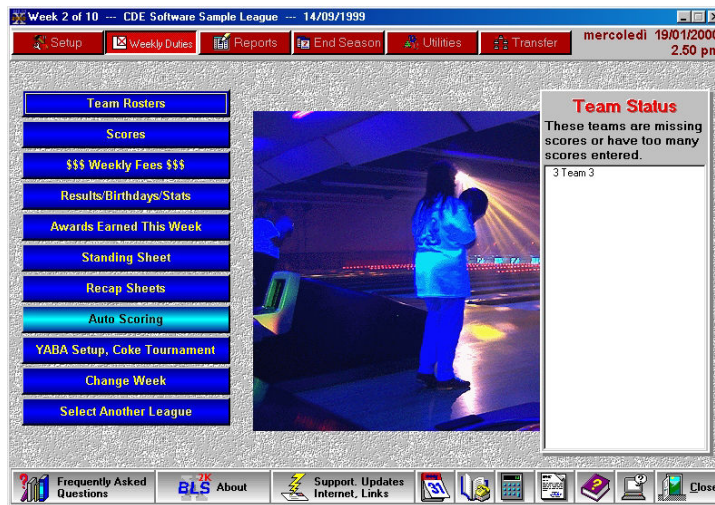 Week 2 of 10 --- CDE Software Sample League --- 14/09/1999
Setup
Weekly Duties
Reports
End Season
Utilities
Transfer
mercoledì 19/01/2000
2.50 pm
Team Rosters
Scores
$$$ Weekly Fees $$$
Results/Birthdays/Stats
Awards Earned This Week
Standing Sheet
Recap Sheets
Auto Scoring
YABA Setup, Coke Tournament
Change Week
Select Another League
Team Status
These teams are missing
scores or have too many
scores entered.
3 Team 3
Frequently Asked
Questions
2K
BLS About
Support. Updates
Internet, Links
31
Close